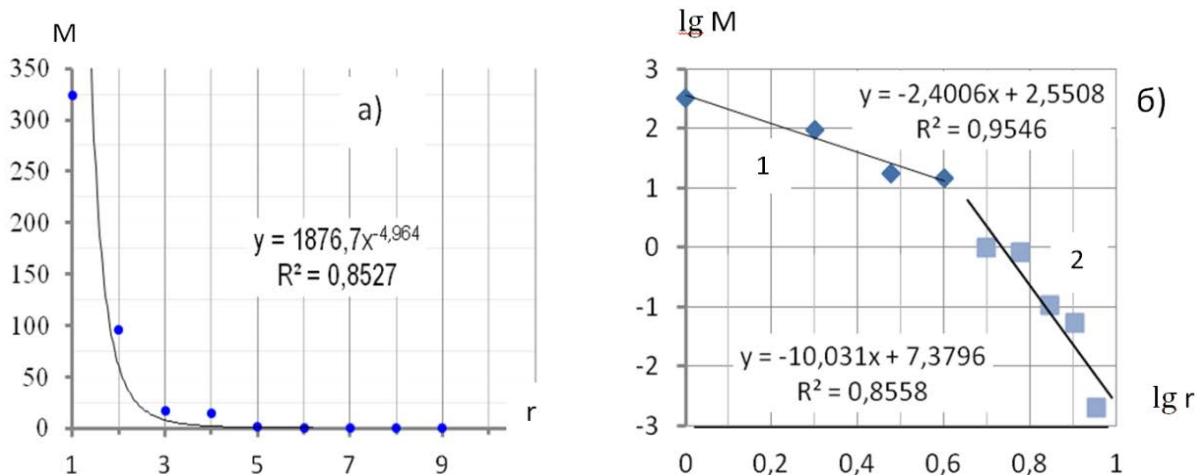 M
350
300
250
200
150
100
50
0
1
3
5
7
9
r
а)
y = 1876,7x^-4,964
R² = 0,8527
lg M
3
2
1
0
-1
-2
-3
0
0,2
0,4
0,6
0,8
1
lg r
б)
y = -2,4006x + 2,5508
R² = 0,9546
1
2
y = -10,031x + 7,3796
R² = 0,8558